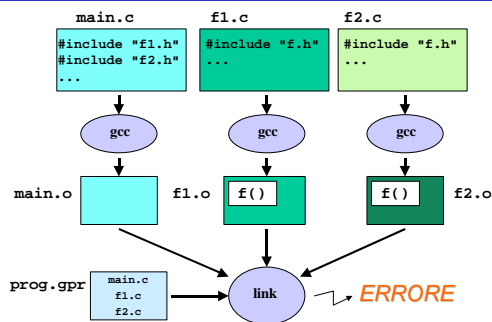 main.c
f1.c
f2.c
#include "f1.h"
#include "f2.h"
...
#include "f.h"
...
#include "f.h"
...
gcc
gcc
gcc
main.o
f1.o
f()
f()
f2.o
prog.gpr
main.c
f1.c
f2.c
link
ERRORE